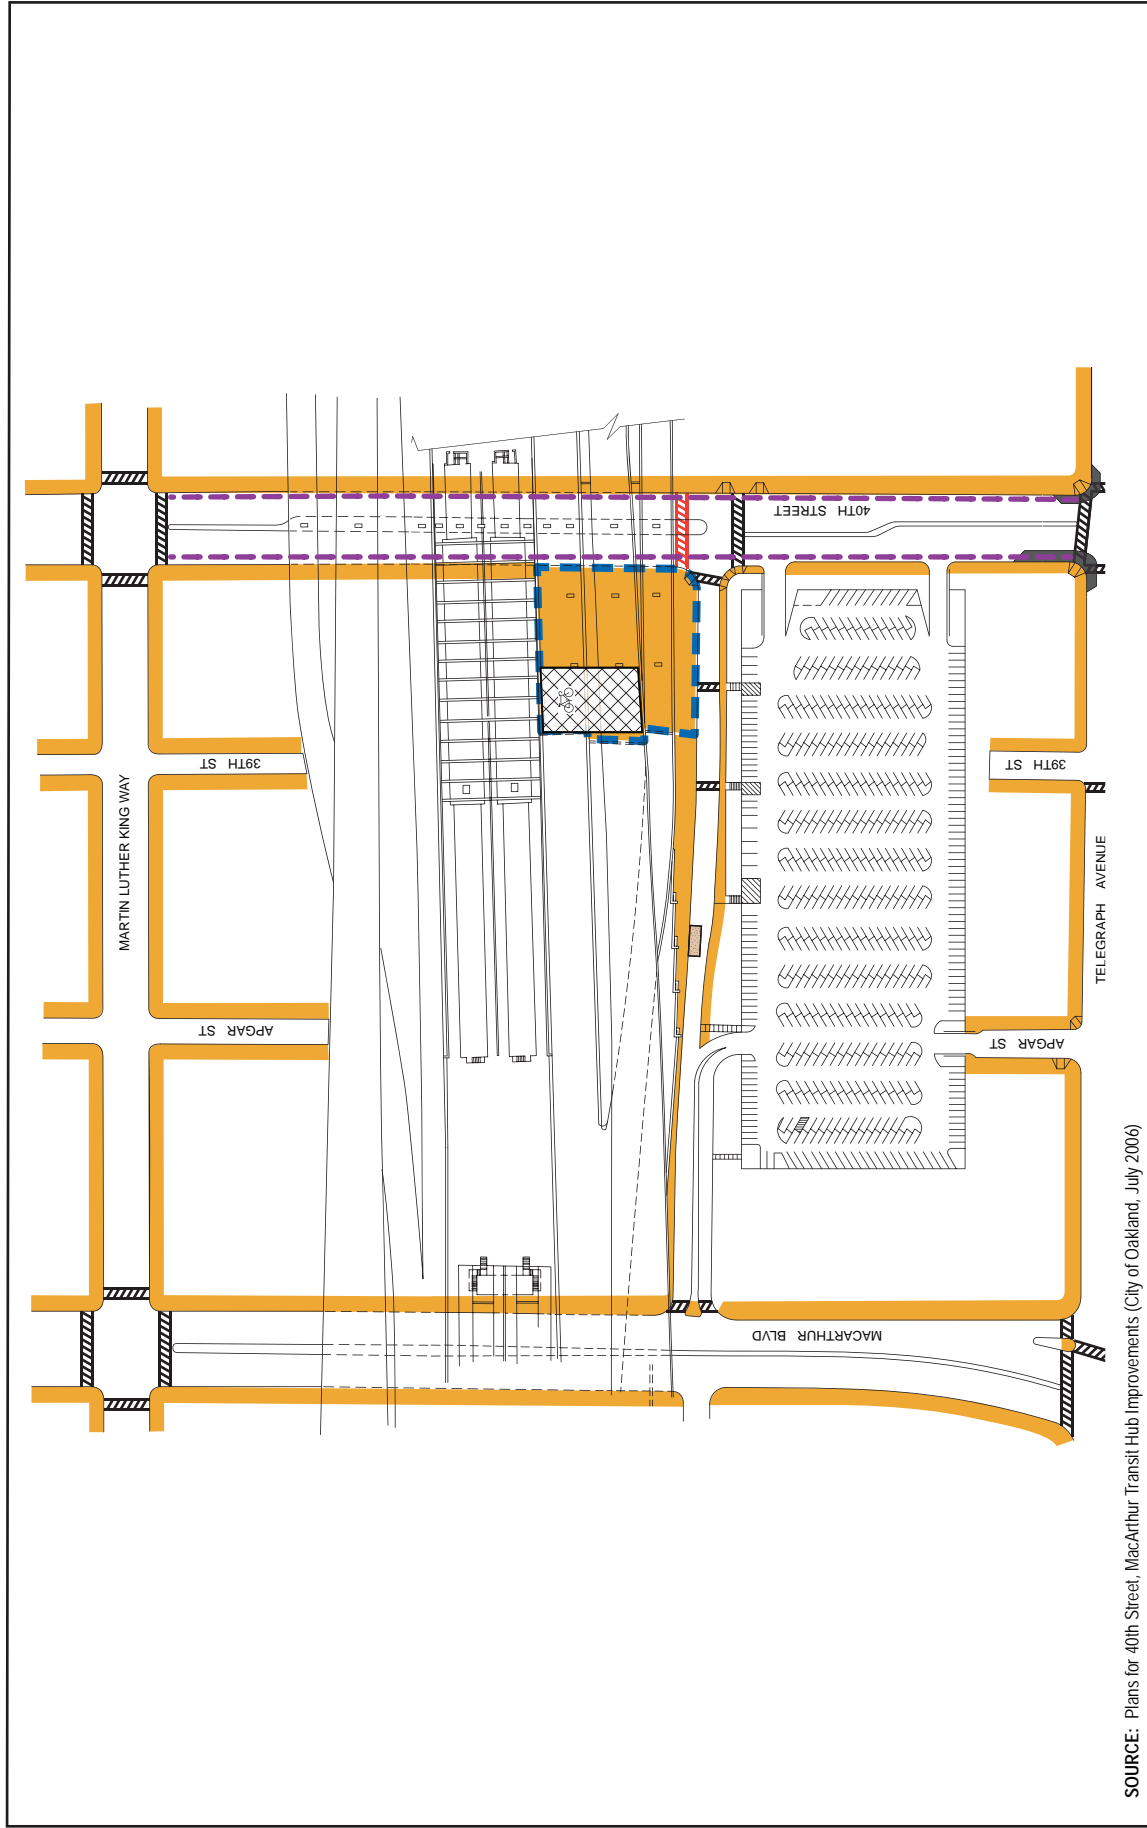 MARTIN LUTHER KING WAY
39TH ST
APGAR ST
40TH STREET
MACARTHUR BLVD
39TH ST
APGAR ST
TELEGRAPH AVENUE
SOURCE: Plans for 40th Street, MacArthur Transit Hub Improvements (City of Oakland, July 2006)